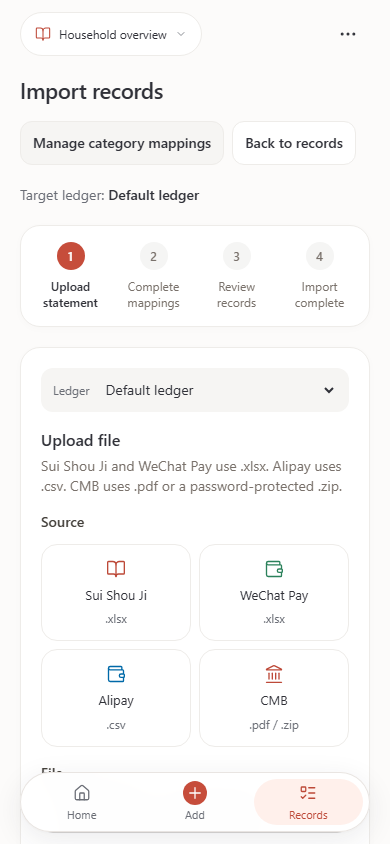 Household overview
Import records
Manage category mappings
Back to records
Target ledger: Default ledger
1
2
3
4
Upload statement
Complete mappings
Review records
Import complete
Ledger Default ledger
Upload file
Sui Shou Ji and WeChat Pay use .xlsx. Alipay uses
.csv. CMB uses .pdf or a password-protected .zip.
Source
Sui Shou Ji
.xlsx
WeChat Pay
.xlsx
Alipay
.csv
CMB
.pdf / .zip
File
Home
Add
Records